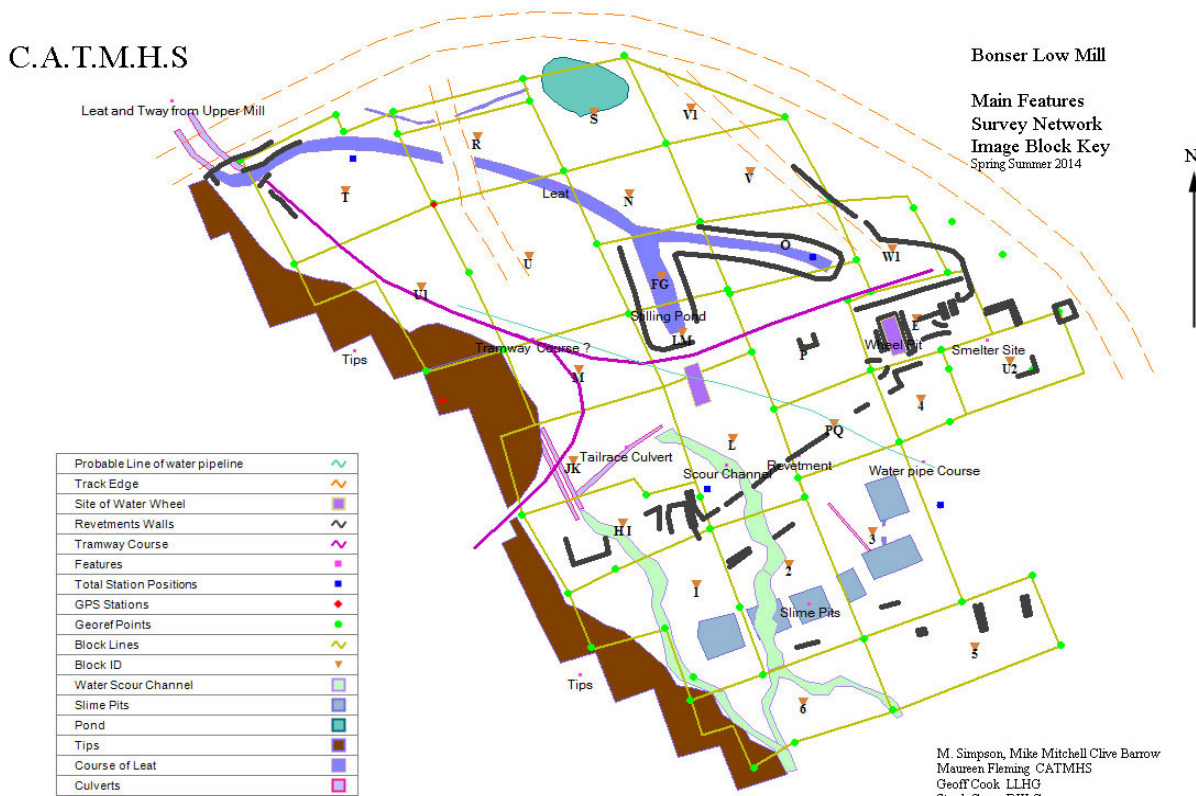 C.A.T.M.H.S
Bonser Low Mill
Main Features
Survey Network
Image Block Key
Spring Summer 2014
N
Leat and Tway from Upper Mill
S
V1
R
T
Leat
N
V
U
O
W1
U1
FG
Stilling Pond
LM
E
Wheel Pit
Tips
Tramway Course ?
P
Smelter Site
U2
M
4
PQ
L
JK
Tailrace Culvert
Scour Channel
Revetment
Water pipe Course
HI
3
2
1
Slime Pits
5
Tips
6
Probable Line of water pipeline
Track Edge
Site of Water Wheel
Revetments Walls
Tramway Course
Features
Total Station Positions
GPS Stations
Georef Points
Block Lines
Block ID
Water Scour Channel
Slime Pits
Pond
Tips
Course of Leat
Culverts
M. Simpson, Mike Mitchell Clive Barrow
Maureen Fleming CATMHS
Geoff Cook LLHG